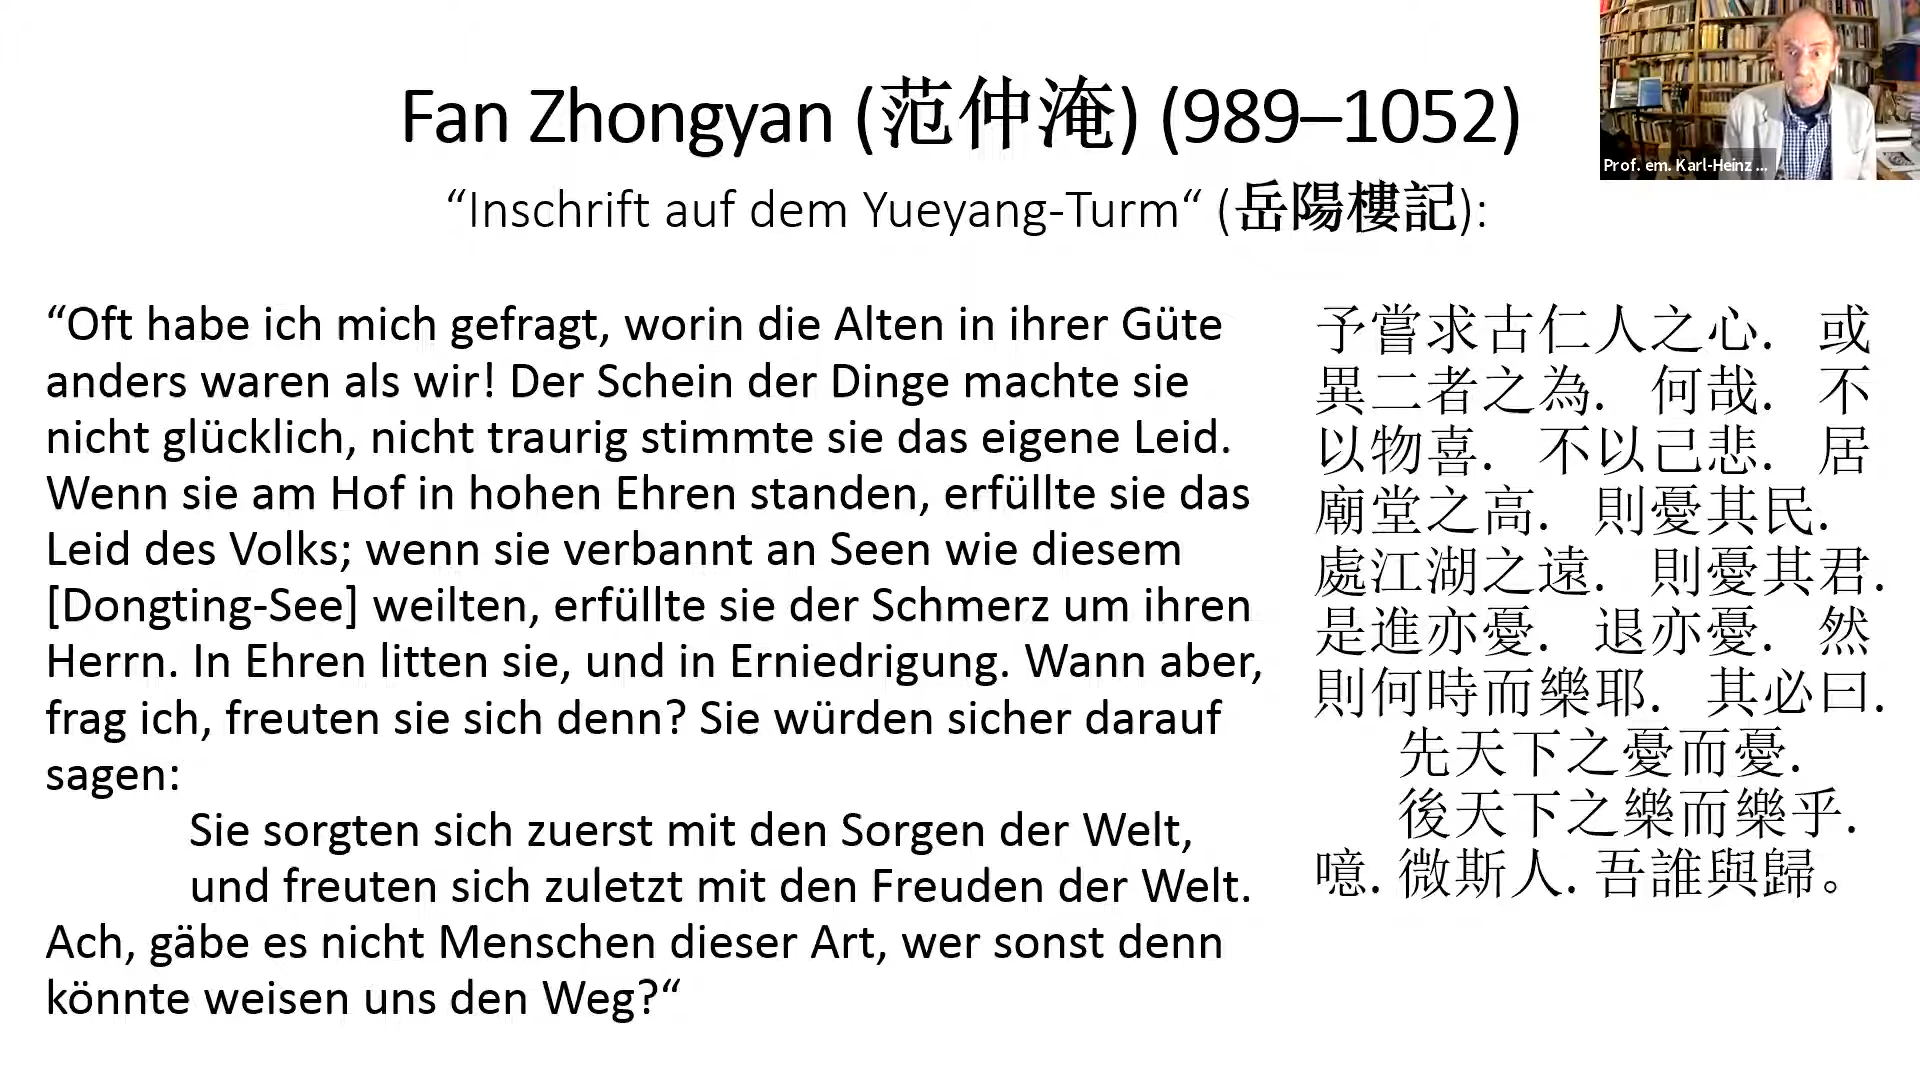 Fan Zhongyan (范仲淹) (989–1052)
“Inschrift auf dem Yueyang-Turm“ (岳陽樓記):
“Oft habe ich mich gefragt, worin die Alten in ihrer Güte
anders waren als wir! Der Schein der Dinge machte sie
nicht glücklich, nicht traurig stimmte sie das eigene Leid.
Wenn sie am Hof in hohen Ehren standen, erfüllte sie das
Leid des Volks; wenn sie verbannt an Seen wie diesem
[Dongting-See] weilten, erfüllte sie der Schmerz um ihren
Herrn. In Ehren litten sie, und in Erniedrigung. Wann aber,
frag ich, freuten sie sich denn? Sie würden sicher darauf
sagen:
Sie sorgten sich zuerst mit den Sorgen der Welt,
und freuten sich zuletzt mit den Freuden der Welt.
Ach, gäbe es nicht Menschen dieser Art, wer sonst denn
könnte weisen uns den Weg?“
予嘗求古仁人之心. 或
異二者之為. 何哉. 不
以物喜. 不以己悲. 居
廟堂之高. 則憂其民.
處江湖之遠. 則憂其君.
是進亦憂. 退亦憂. 然
則何時而樂耶. 其必曰.
先天下之憂而憂.
後天下之樂而樂乎.
噫. 微斯人. 吾誰與歸。
Prof. em. Karl-Heinz ...